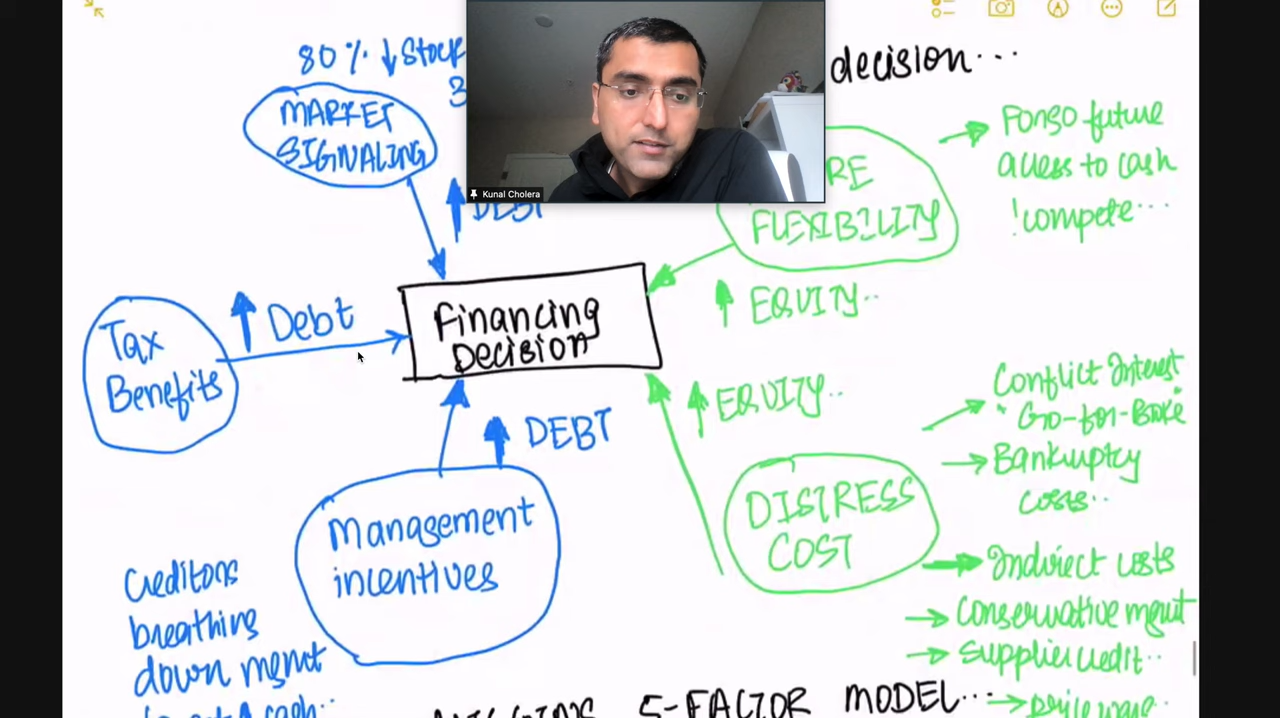 80% ↓ Stock
3
MARKET
SIGNALING
Kunal Cholera
decision...
FLEXIBILITY
Forgo future
access to cash
!compete...
↑ DEBT
↑ EQUITY..
Tax
Benefits
↑ Debt
Financing
DECISION
↑ EQUITY..
↑ DEBT
Management
incentives
DISTRESS
COST
Conflict Interest
"Go-for-Broke"
Bankruptcy
costs..
Indirect costs
Conservative mgmt
Supplier credit..
Creditors
breathing
down mgmt
cash..
5-FACTOR MODEL...